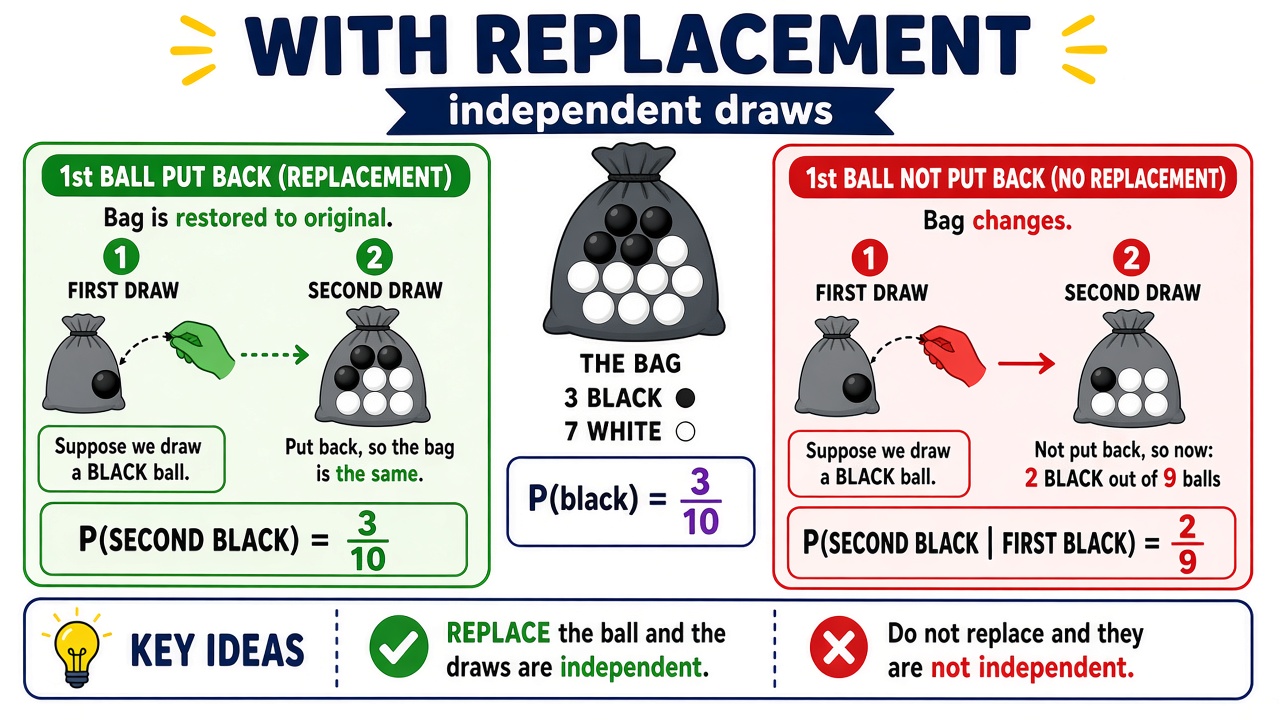 WITH REPLACEMENT
independent draws
1st BALL PUT BACK (REPLACEMENT)
Bag is restored to original.
1
FIRST DRAW
2
SECOND DRAW
Suppose we draw
a BLACK ball.
Put back, so the bag
is the same.
P(SECOND BLACK) = 3/10
THE BAG
3 BLACK
7 WHITE
P(black) = 3/10
1st BALL NOT PUT BACK (NO REPLACEMENT)
Bag changes.
1
FIRST DRAW
2
SECOND DRAW
Suppose we draw
a BLACK ball.
Not put back, so now:
2 BLACK out of 9 balls
P(SECOND BLACK | FIRST BLACK) = 2/9
KEY IDEAS
REPLACE the ball and the
draws are independent.
Do not replace and they
are not independent.